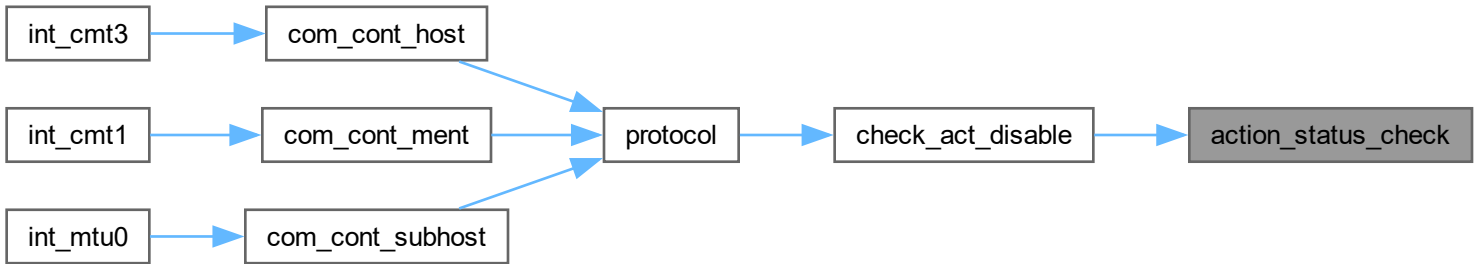 int_cmt3
com_cont_host
int_cmt1
com_cont_ment
protocol
check_act_disable
action_status_check
int_mtu0
com_cont_subhost